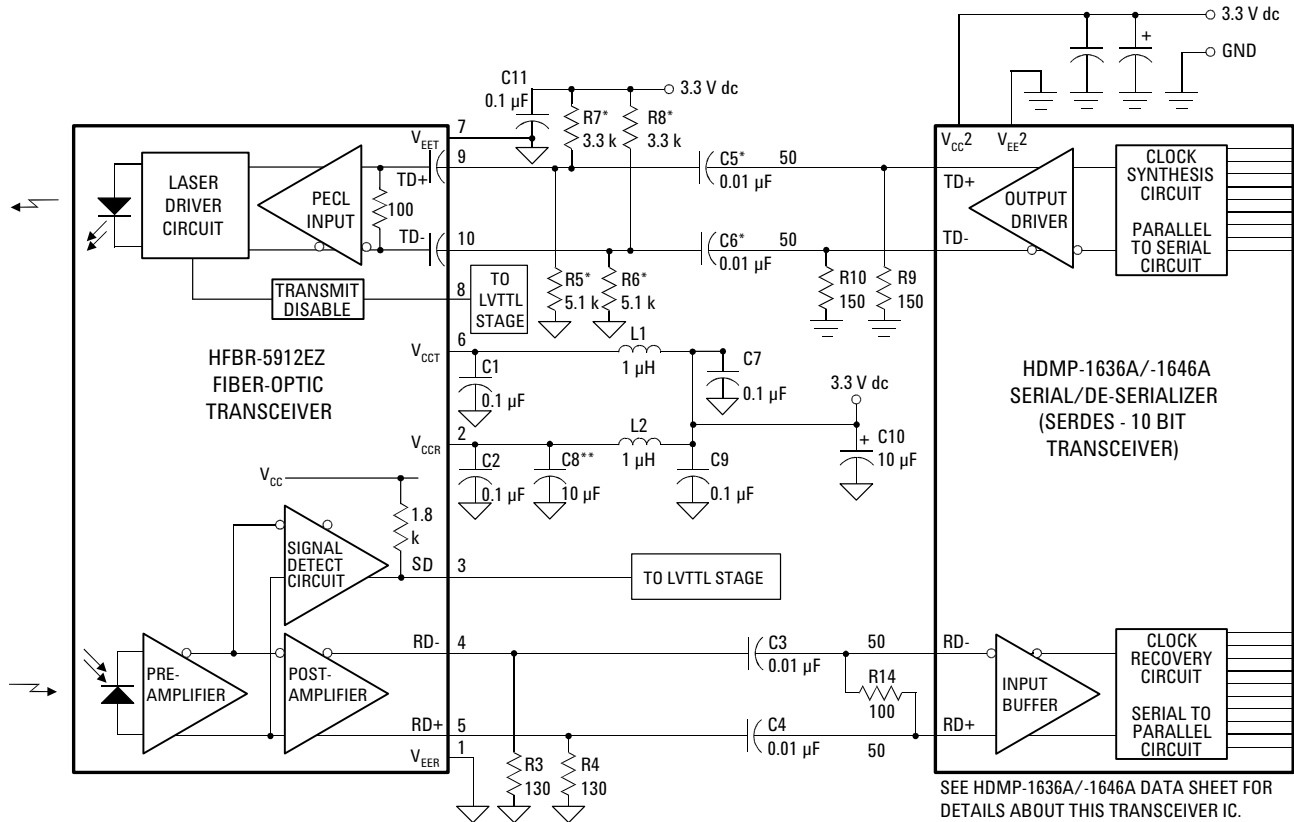 3.3 V dc
+
GND
C11
0.1 µF
3.3 V dc
R7*
3.3 k
R8*
3.3 k
7
V_EET
9
TD+
10
TD-
8
LASER
DRIVER
CIRCUIT
PECL
INPUT
100
TRANSMIT
DISABLE
TO
LVTTL
STAGE
R5*
5.1 k
R6*
5.1 k
C5*
0.01 µF
50
C6*
0.01 µF
50
R10
150
R9
150
V_CC2
V_EE2
TD+
TD-
OUTPUT
DRIVER
CLOCK
SYNTHESIS
CIRCUIT
PARALLEL
TO SERIAL
CIRCUIT
HFBR-5912EZ
FIBER-OPTIC
TRANSCEIVER
6
V_CCT
C1
0.1 µF
L1
1 µH
C7
0.1 µF
3.3 V dc
2
V_CCR
C2
0.1 µF
C8**
10 µF
L2
1 µH
C9
0.1 µF
+
C10
10 µF
HDMP-1636A/-1646A
SERIAL/DE-SERIALIZER
(SERDES - 10 BIT
TRANSCEIVER)
V_CC
1.8
k
SIGNAL
DETECT
CIRCUIT
SD
3
TO LVTTL STAGE
PRE-
AMPLIFIER
POST-
AMPLIFIER
RD-
4
RD+
5
1
V_EER
R3
130
R4
130
C3
0.01 µF
50
R14
100
C4
0.01 µF
50
RD-
RD+
INPUT
BUFFER
CLOCK
RECOVERY
CIRCUIT
SERIAL TO
PARALLEL
CIRCUIT
SEE HDMP-1636A/-1646A DATA SHEET FOR
DETAILS ABOUT THIS TRANSCEIVER IC.